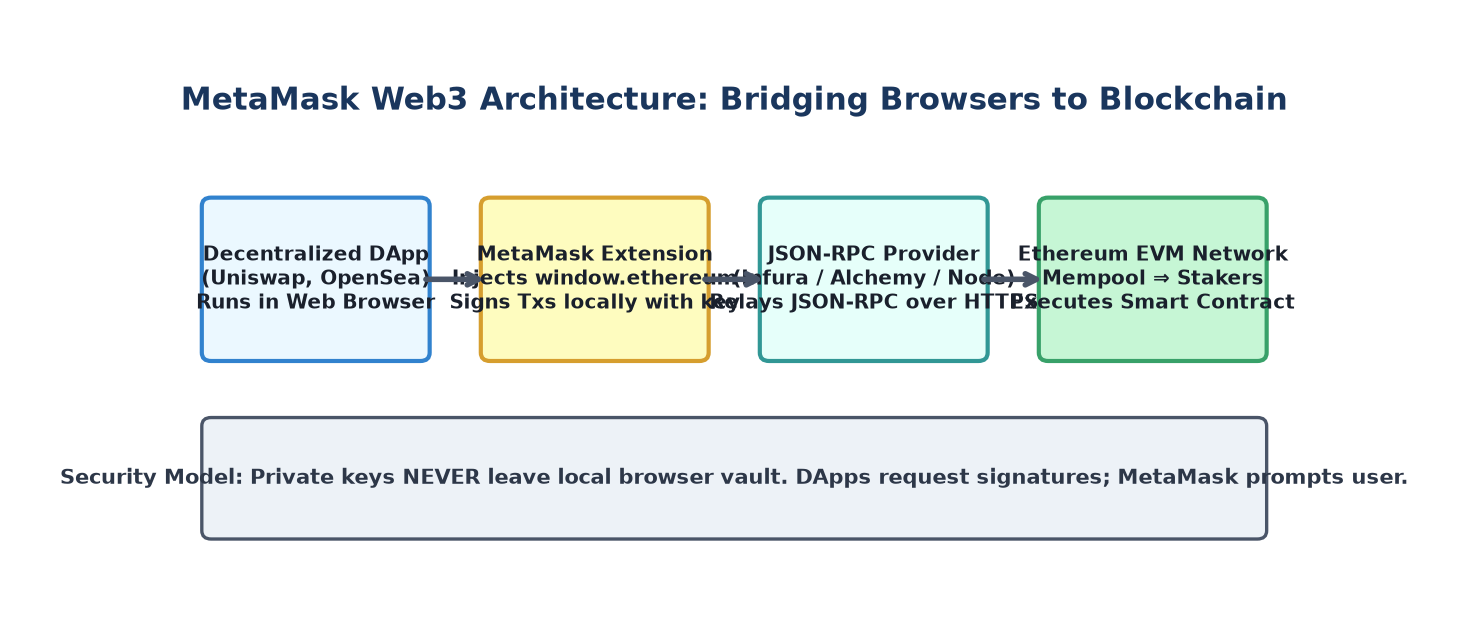 MetaMask Web3 Architecture: Bridging Browsers to Blockchain
Decentralized DApp
(Uniswap, OpenSea)
Runs in Web Browser
MetaMask Extension
Injects window.ethereum
Signs Txs locally with key
JSON-RPC Provider
(Infura / Alchemy / Node)
Relays JSON-RPC over HTTPS
Ethereum EVM Network
Mempool ⇒ Stakers
Executes Smart Contract
Security Model: Private keys NEVER leave local browser vault. DApps request signatures; MetaMask prompts user.